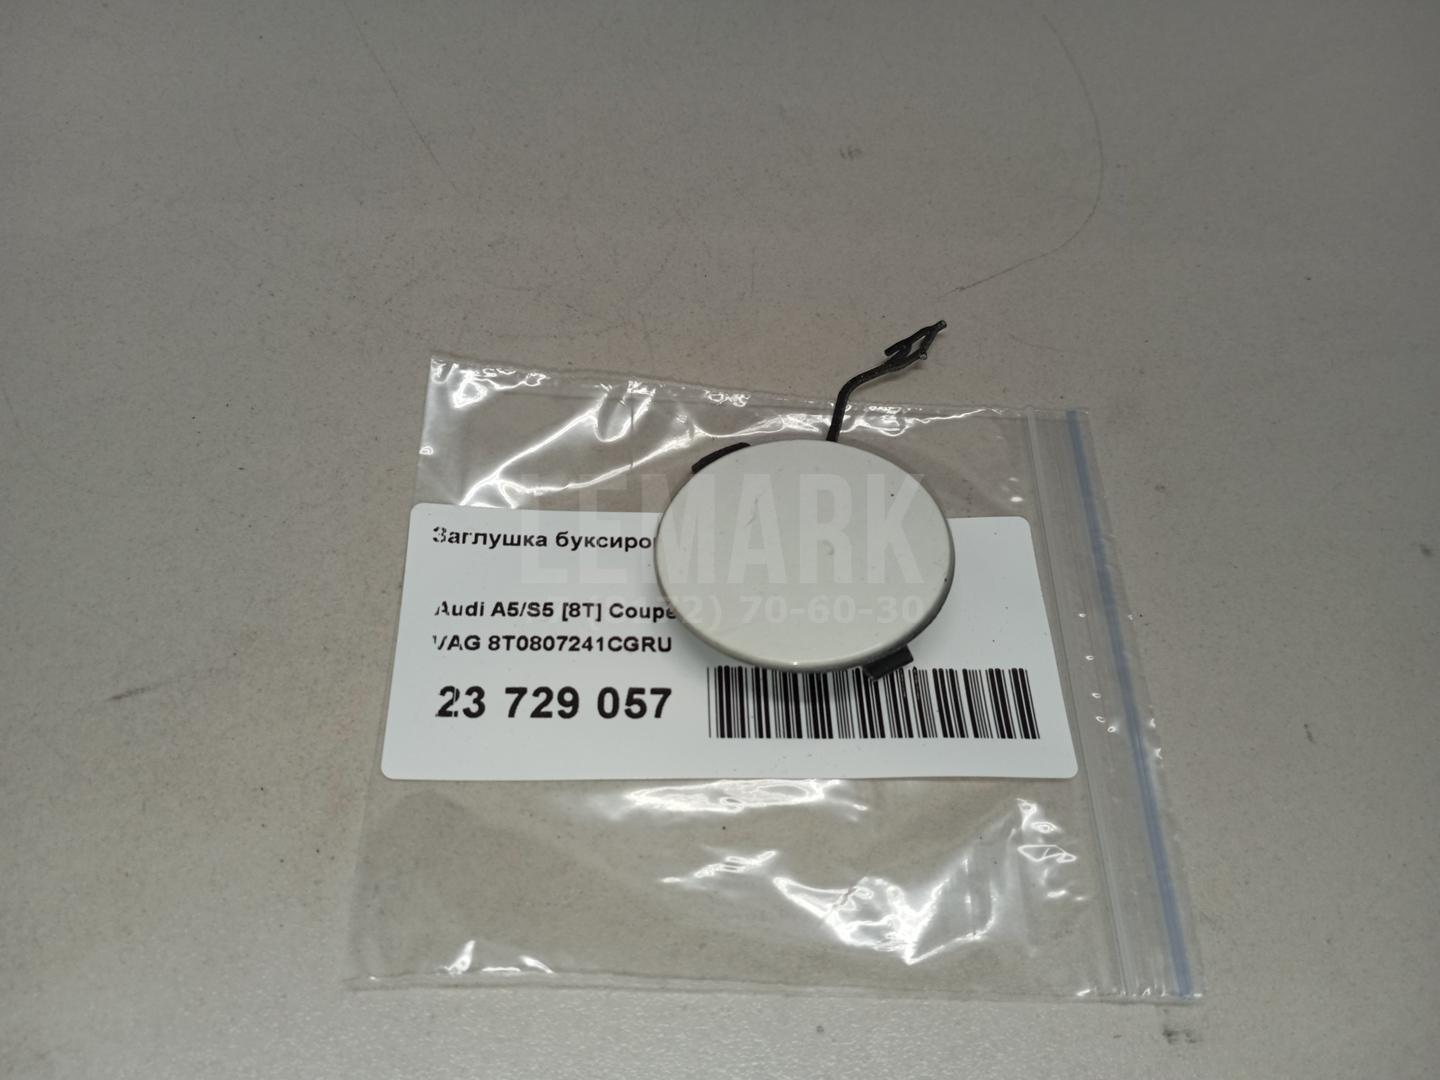 Заглушка буксиро
LEMARK
Audi A5/S5 [8T] Coupe
70-60-30
VAG 8T0807241CGRU
23 729 057